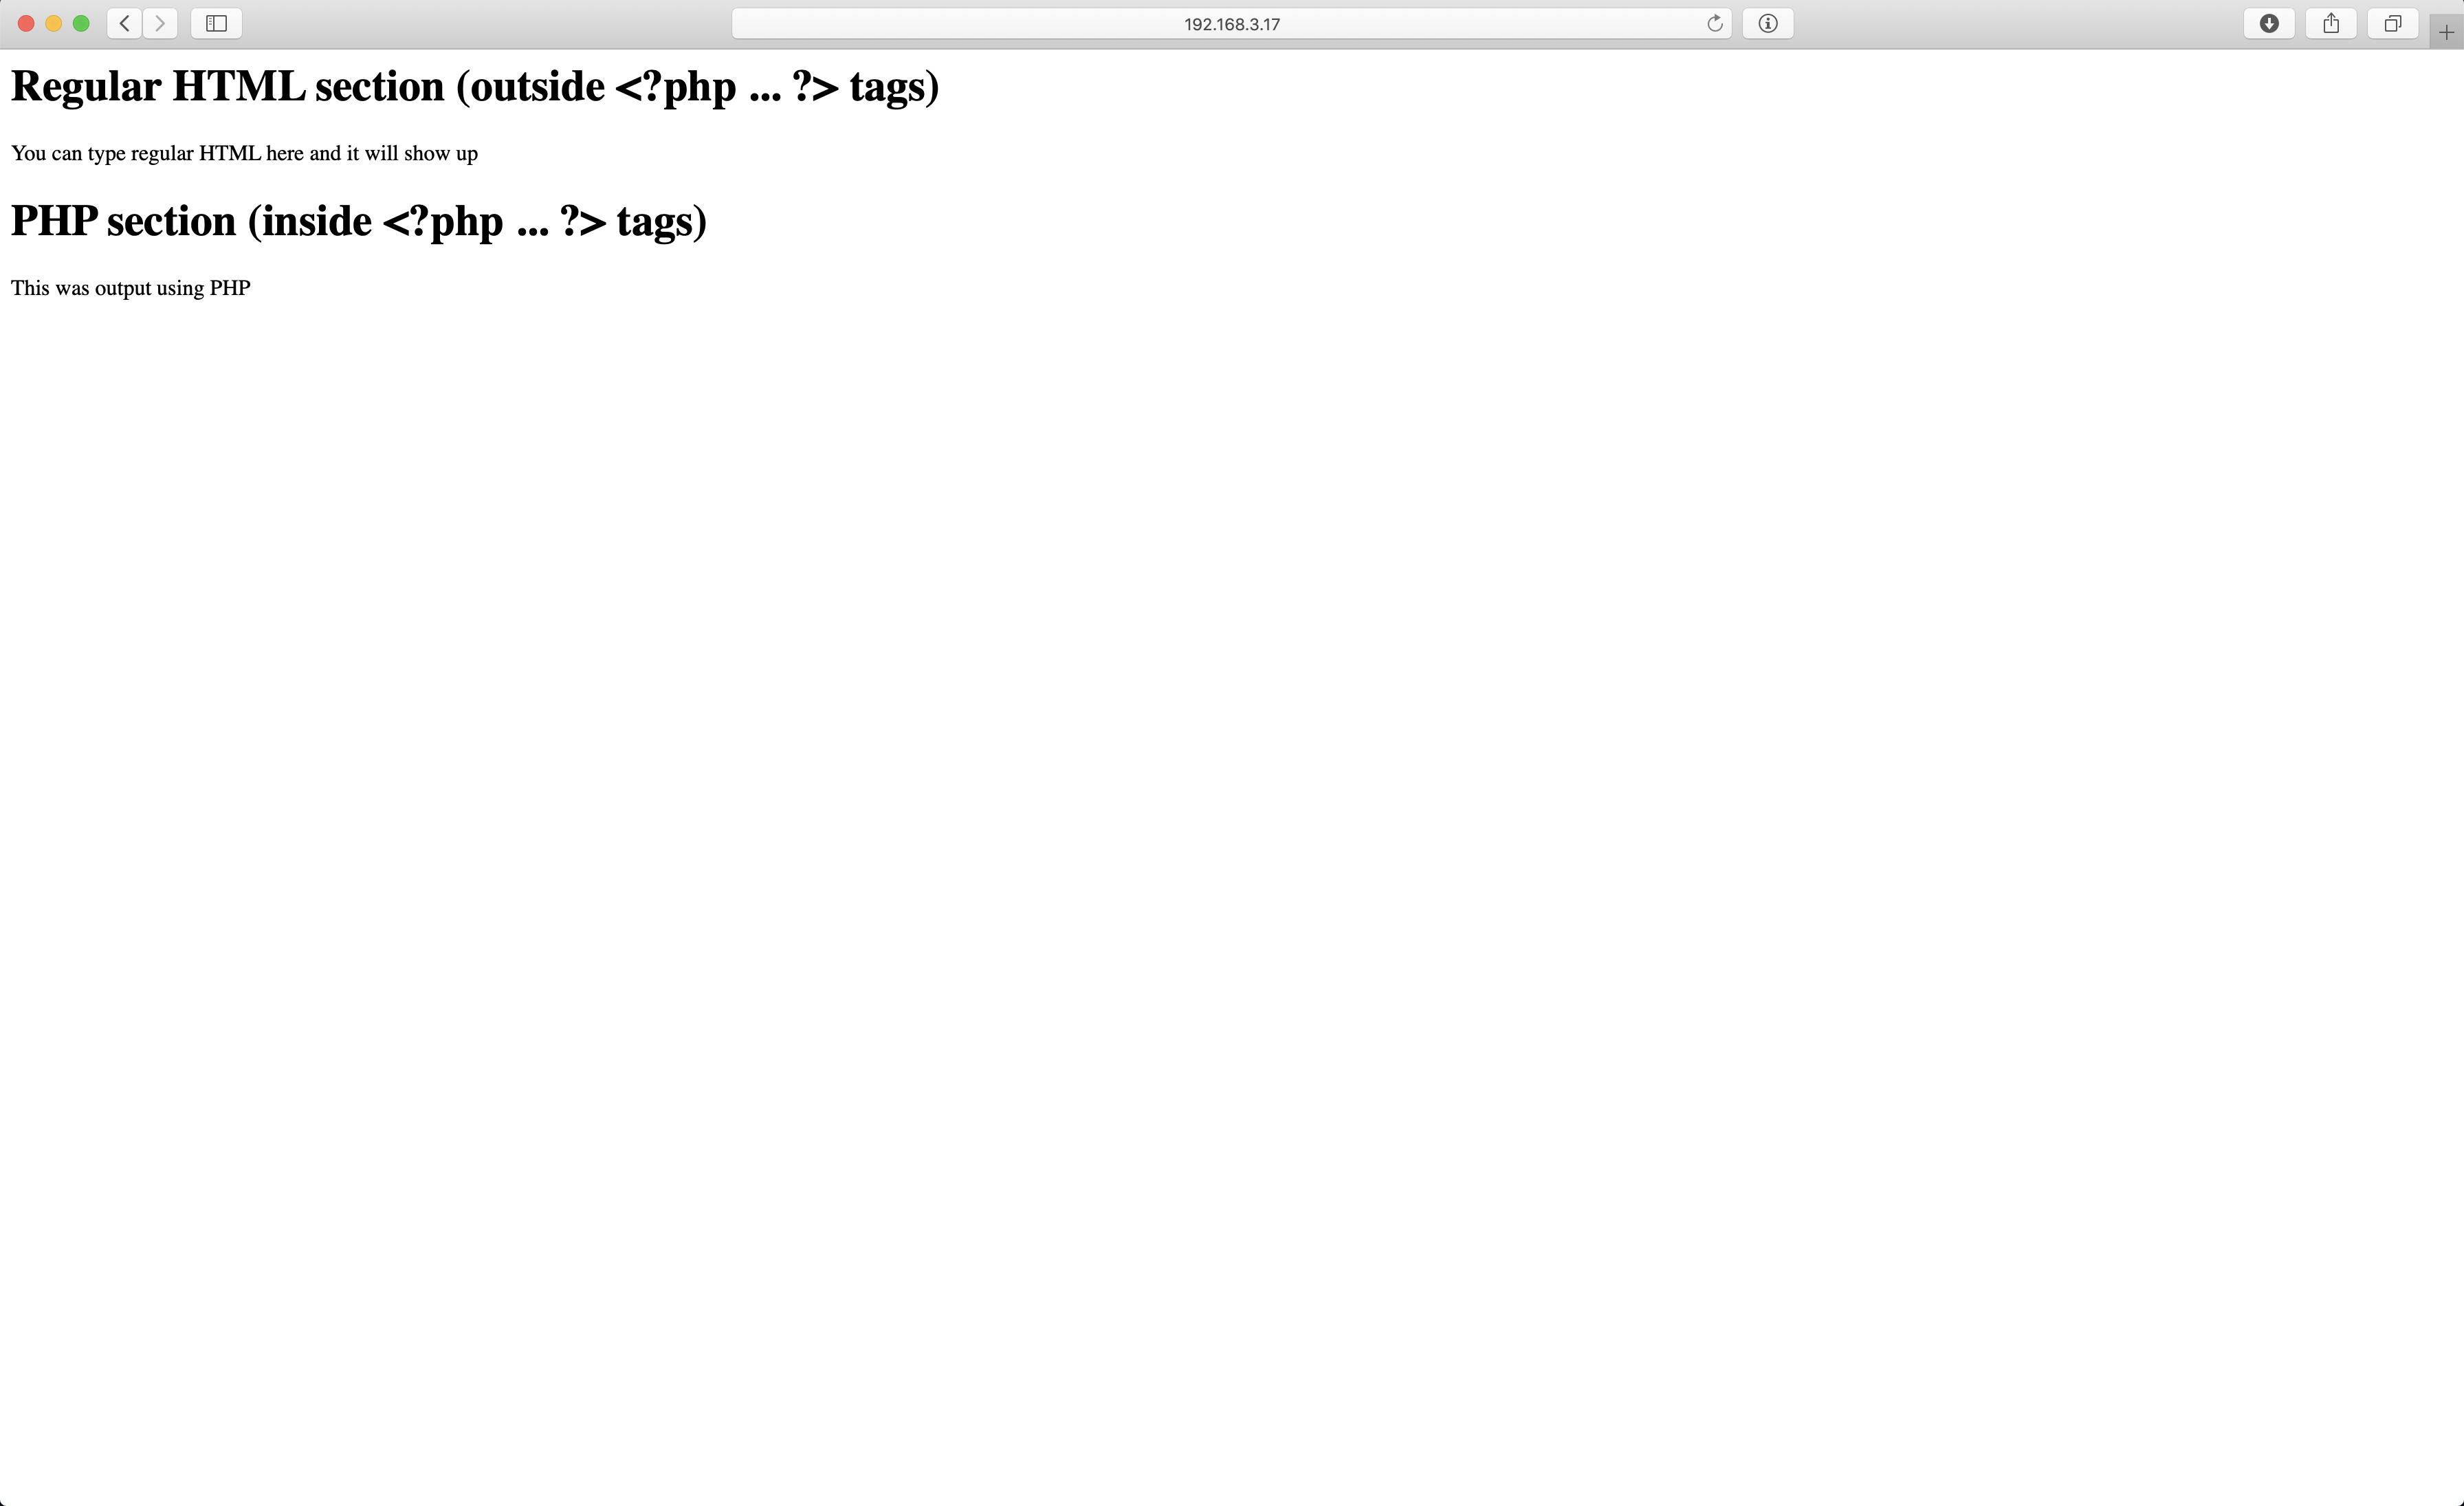 192.168.3.17
Regular HTML section (outside <?php ... ?> tags)
You can type regular HTML here and it will show up
PHP section (inside <?php ... ?> tags)
This was output using PHP